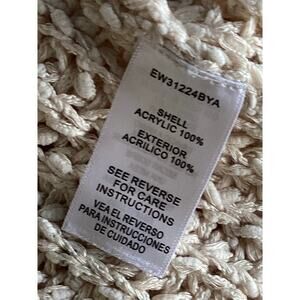 EW31224BYA
SHELL
ACRYLIC 100%
EXTERIOR
ACRILICO 100%
SEE REVERSE
FOR CARE
INSTRUCTIONS
VEA EL REVERSO
PARA INSTRUCCIONES
DE CUIDADO